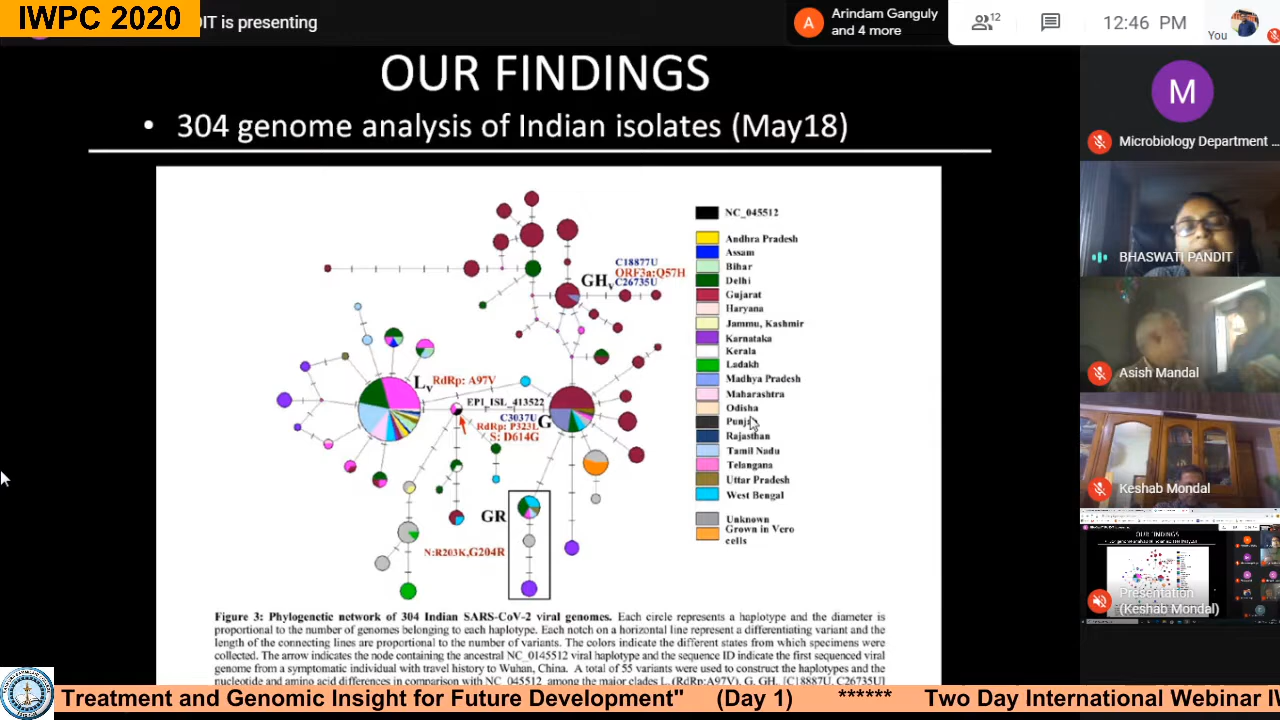 IWPC 2020
DIT is presenting
A
Arindam Ganguly
and 4 more
12
12:46 PM
You
OUR FINDINGS
• 304 genome analysis of Indian isolates (May18)
NC_045512
Andhra Pradesh
Assam
Bihar
Delhi
Gujarat
Haryana
Jammu, Kashmir
Karnataka
Kerala
Ladakh
Madhya Pradesh
Maharashtra
Odisha
Rajasthan
Tamil Nadu
Telangana
Uttar Pradesh
West Bengal
Unknown
Grown in Vero
cells
GHv
C18877U
ORF3a:Q57H
C26735U
Lv
RdRp: A97V
EPI_ISL_413522
C3037U
RdRp: P323L
S: D614G
G
GR
N:R203K,G204R
Figure 3: Phylogenetic network of 304 Indian SARS-CoV-2 viral genomes. Each circle represents a haplotype and the diameter is
proportional to the number of genomes belonging to each haplotype. Each notch on a horizontal line represent a differentiating variant and the
length of the connecting lines are proportional to the number of variants. The colors indicate the different states from which specimens were
collected. The arrow indicates the node containing the ancestral NC_0145512 viral haplotype and the sequence ID indicate the first sequenced viral
genome from a symptomatic individual with travel history to Wuhan, China. A total of 55 variants were used to construct the haplotypes and the
nucleotide and amino acid differences in comparison with NC_045512 among the major clades L, (RdRp:A97V), G, GH, [C18887U, C26735U]
M
Microbiology Department ...
BHASWATI PANDIT
Asish Mandal
Keshab Mondal
OUR FINDINGS
Presentation
(Keshab Mondal)
Treatment and Genomic Insight for Future Development" (Day 1) ****** Two Day International Webinar